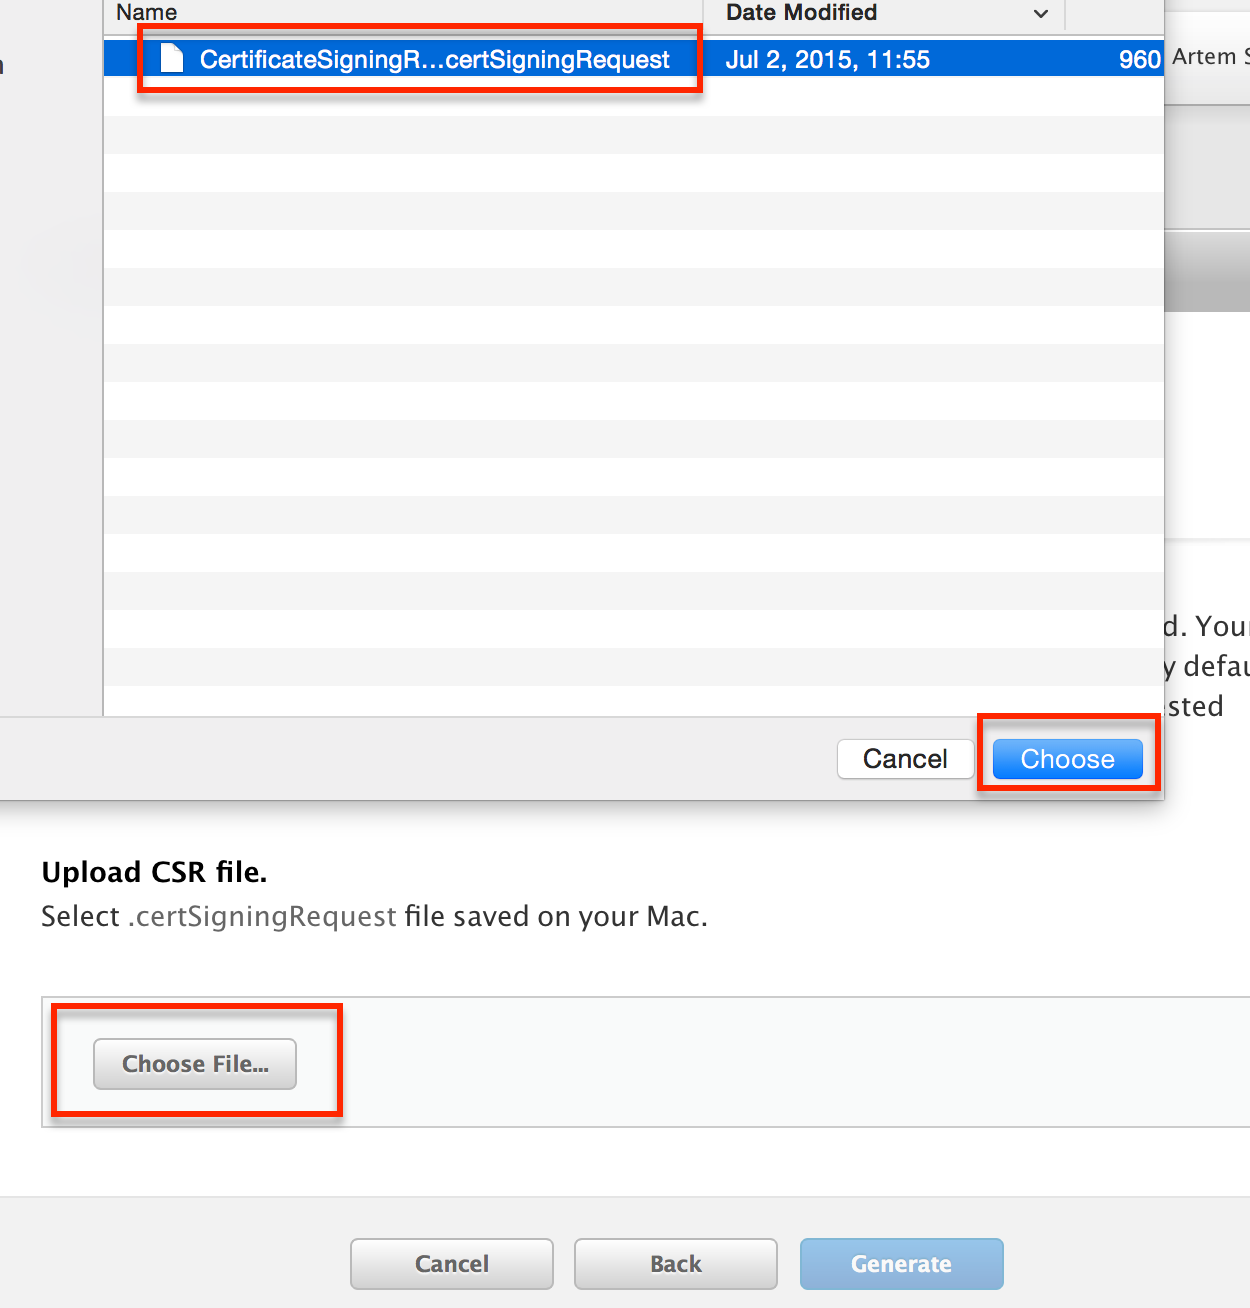 Name Date Modified
CertificateSigningR...certSigningRequest Jul 2, 2015, 11:55 960
Artem S
d. Your
y defau
sted
Cancel Choose
Upload CSR file.
Select .certSigningRequest file saved on your Mac.
Choose File...
Cancel Back Generate